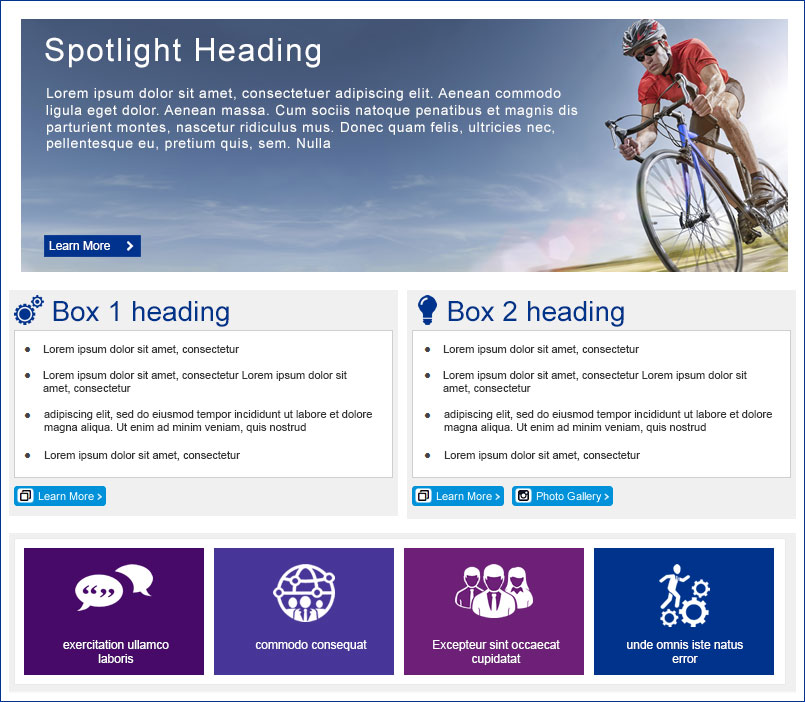 Spotlight Heading
Lorem ipsum dolor sit amet, consectetuer adipiscing elit. Aenean commodo
ligula eget dolor. Aenean massa. Cum sociis natoque penatibus et magnis dis
parturient montes, nascetur ridiculus mus. Donec quam felis, ultricies nec,
pellentesque eu, pretium quis, sem. Nulla
Learn More
Box 1 heading
Lorem ipsum dolor sit amet, consectetur
Lorem ipsum dolor sit amet, consectetur Lorem ipsum dolor sit
amet, consectetur
adipiscing elit, sed do eiusmod tempor incididunt ut labore et dolore
magna aliqua. Ut enim ad minim veniam, quis nostrud
Lorem ipsum dolor sit amet, consectetur
Learn More
Box 2 heading
Lorem ipsum dolor sit amet, consectetur
Lorem ipsum dolor sit amet, consectetur Lorem ipsum dolor sit
amet, consectetur
adipiscing elit, sed do eiusmod tempor incididunt ut labore et dolore
magna aliqua. Ut enim ad minim veniam, quis nostrud
Lorem ipsum dolor sit amet, consectetur
Learn More
Photo Gallery
exercitation ullamco
laboris
commodo consequat
Excepteur sint occaecat
cupidatat
unde omnis iste natus
error